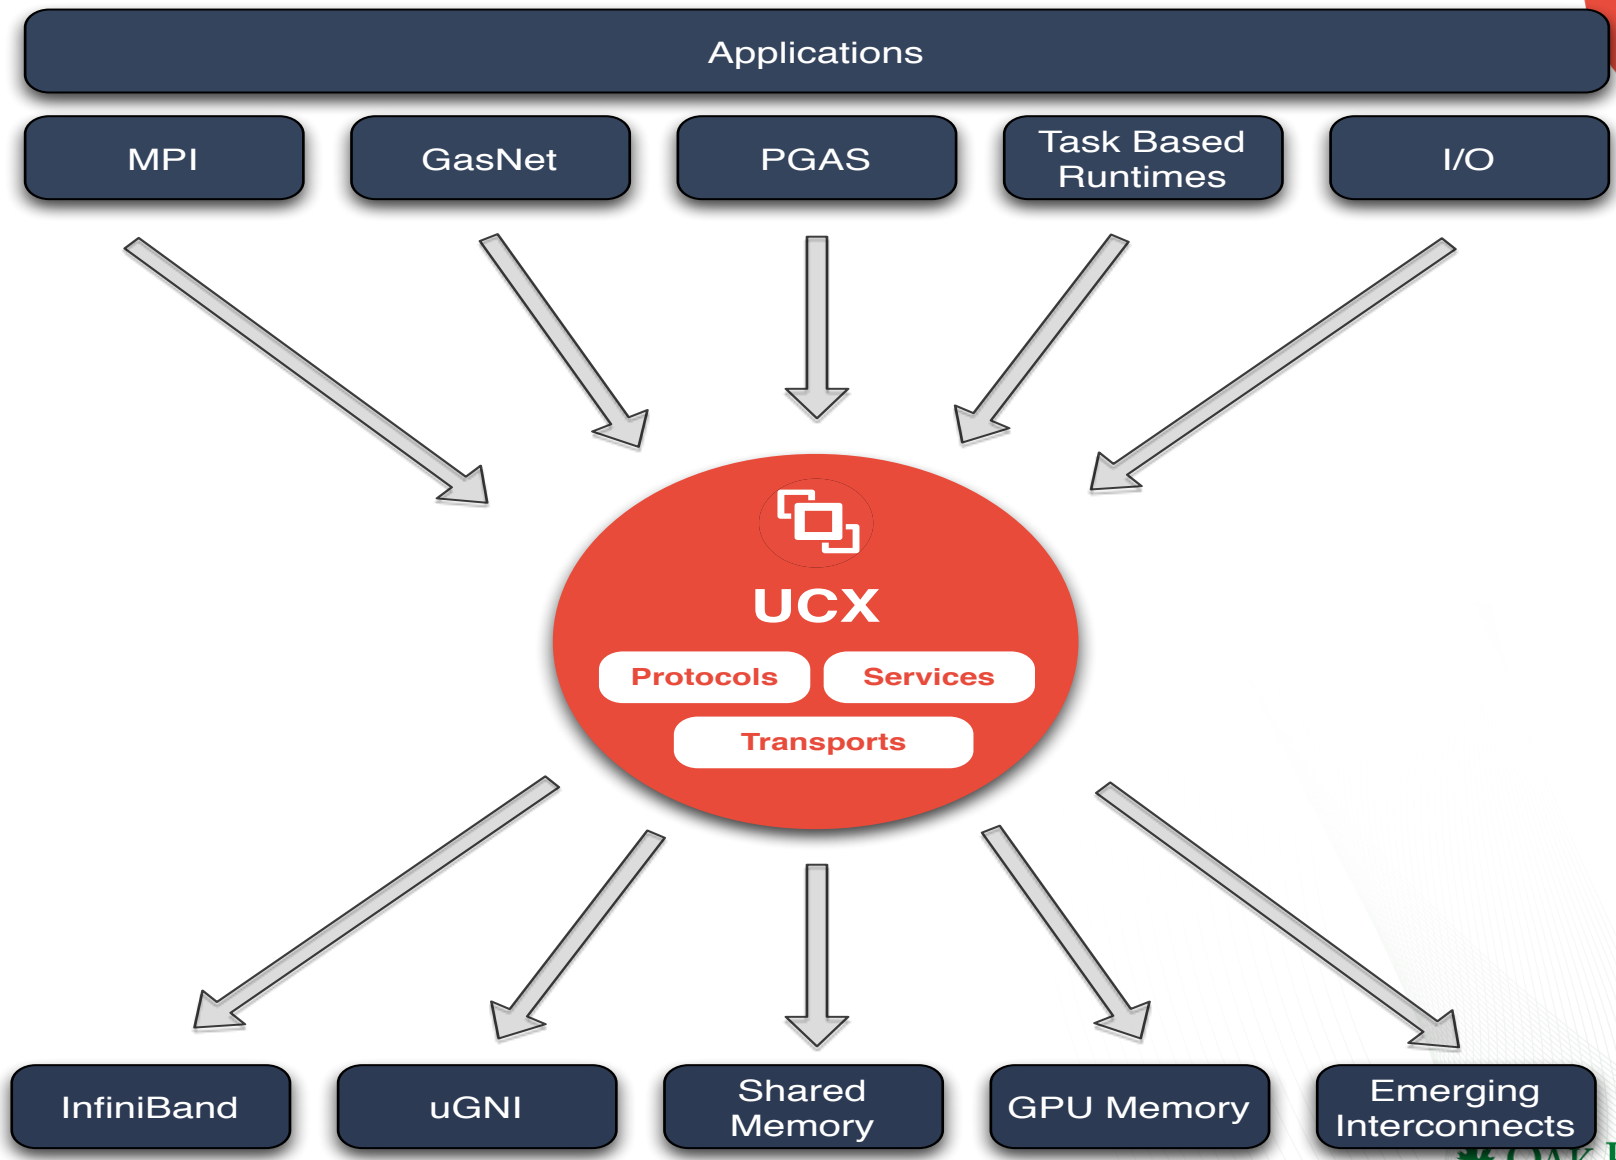 Applications
MPI
GasNet
PGAS
Task Based
Runtimes
I/O
UCX
Protocols
Services
Transports
InfiniBand
uGNI
Shared
Memory
GPU Memory
Emerging
Interconnects
OAK